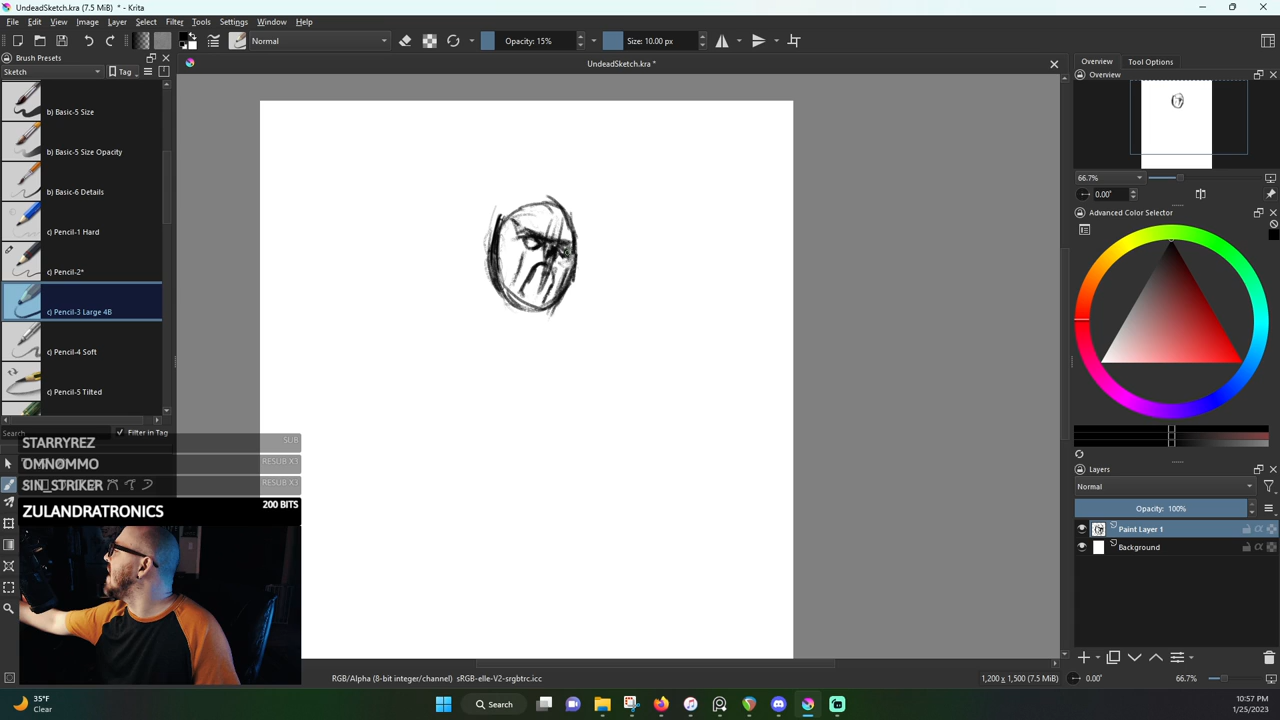 UndeadSketch.kra (7.5 MiB) * - Krita
File Edit View Image Layer Select Filter Tools Settings Window Help
Normal
Opacity: 15%
Size: 10.00 px
Brush Presets
Sketch
Tag
b) Basic-5 Size
b) Basic-5 Size Opacity
b) Basic-6 Details
c) Pencil-1 Hard
c) Pencil-2*
c) Pencil-3 Large 4B
c) Pencil-4 Soft
c) Pencil-5 Tilted
Search
Filter in Tag
UndeadSketch.kra *
Overview Tool Options
Overview
66.7%
0.00°
Advanced Color Selector
Layers
Normal
Opacity: 100%
Paint Layer 1
Background
STARRYREZ SUB
OMNOMMO RESUB X3
SIN_STRIKER RESUB X3
ZULANDRATRONICS 200 BITS
RGB/Alpha (8-bit integer/channel) sRGB-elle-V2-srgbtrc.icc
1,200 x 1,500 (7.5 MiB)
0.00°
66.7%
35°F
Clear
Search
10:57 PM
1/25/2023